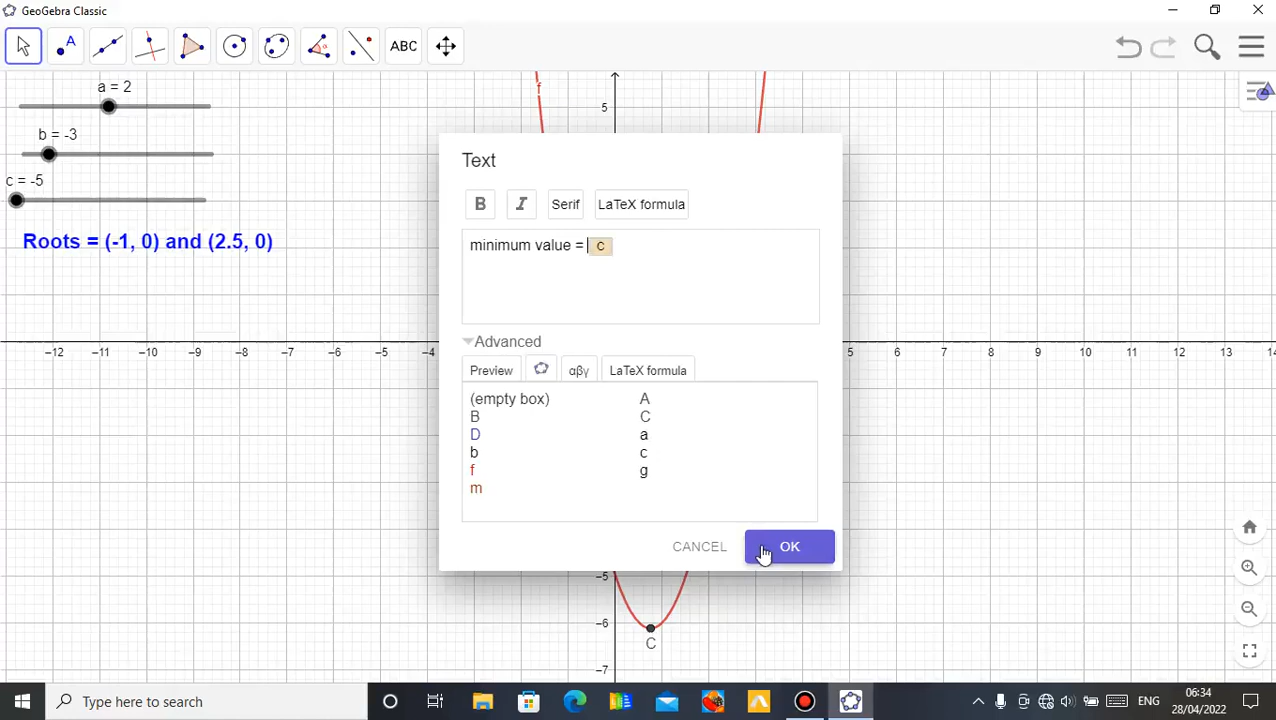 GeoGebra Classic
ABC
a = 2
b = -3
c = -5
Roots = (-1, 0) and (2.5, 0)
f
5
Text
B I Serif LaTeX formula
minimum value = C
Advanced
Preview αβγ LaTeX formula
(empty box) A
B C
D a
b c
f g
m
CANCEL OK
-12 -11 -10 -9 -8 -7 -6 -5 -4 5 6 7 8 9 10 11 12 13 14
-5
-6
C
-7
Type here to search
ENG
06:34
28/04/2022